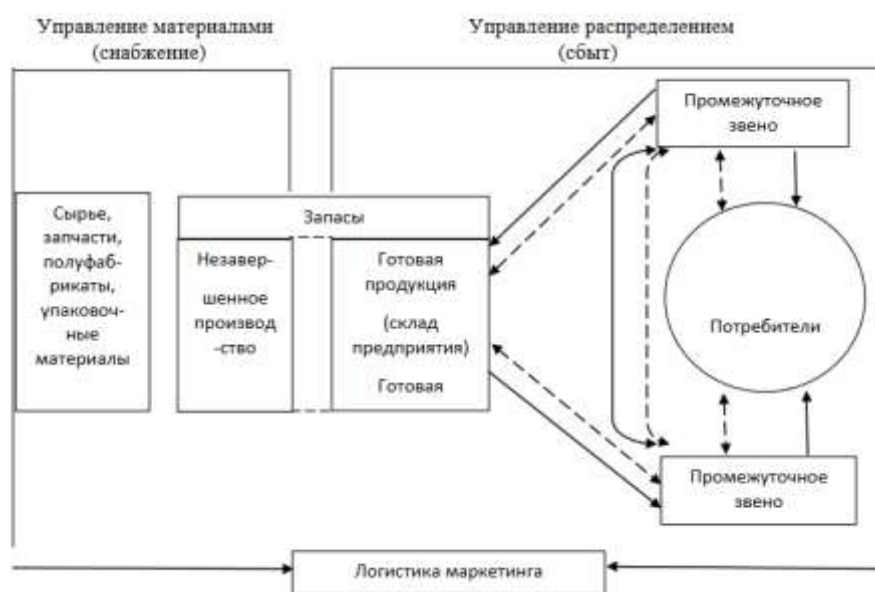 Управление материалами
(снабжение)
Управление распределением
(сбыт)
Промежуточное
звено
Сырье,
запчасти,
полуфаб-
рикаты,
упаковоч-
ные
материалы
Запасы
Незавер-
шенное
производ
-ство
Готовая
продукция
(склад
предприятия)
Готовая
Потребители
Промежуточное
звено
Логистика маркетинга